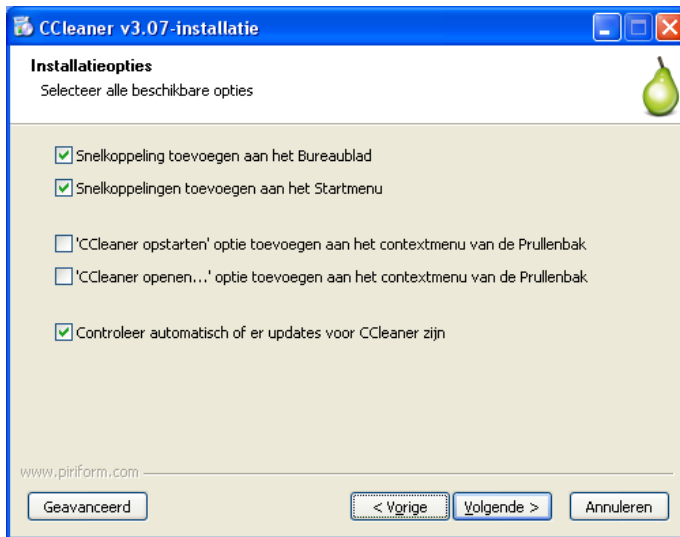 CCleaner v3.07-installatie
Installatieopties
Selecteer alle beschikbare opties
Snelkoppeling toevoegen aan het Bureaublad
Snelkoppelingen toevoegen aan het Startmenu
'CCleaner opstarten' optie toevoegen aan het contextmenu van de Prullenbak
'CCleaner openen...' optie toevoegen aan het contextmenu van de Prullenbak
Controleer automatisch of er updates voor CCleaner zijn
www.piriform.com
Geavanceerd < Vorige Volgende > Annuleren